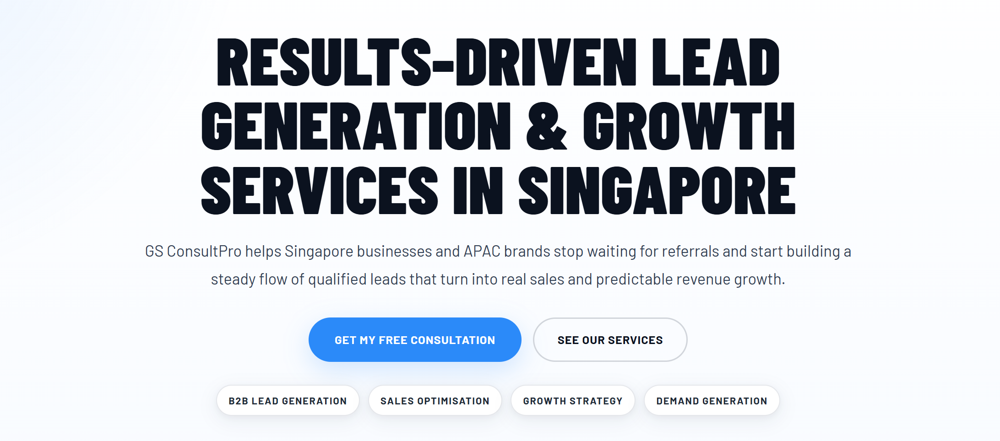 RESULTS-DRIVEN LEAD
GENERATION & GROWTH
SERVICES IN SINGAPORE
GS ConsultPro helps Singapore businesses and APAC brands stop waiting for referrals and start building a
steady flow of qualified leads that turn into real sales and predictable revenue growth.
GET MY FREE CONSULTATION
SEE OUR SERVICES
B2B LEAD GENERATION
SALES OPTIMISATION
GROWTH STRATEGY
DEMAND GENERATION